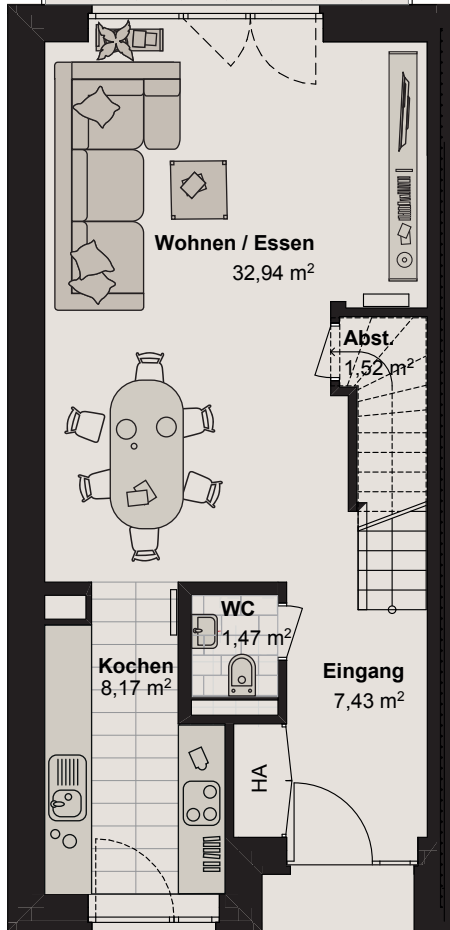 Wohnen / Essen
32,94 m²
Abst.
1,52 m²
WC
1,47 m²
Kochen
8,17 m²
Eingang
7,43 m²
HA